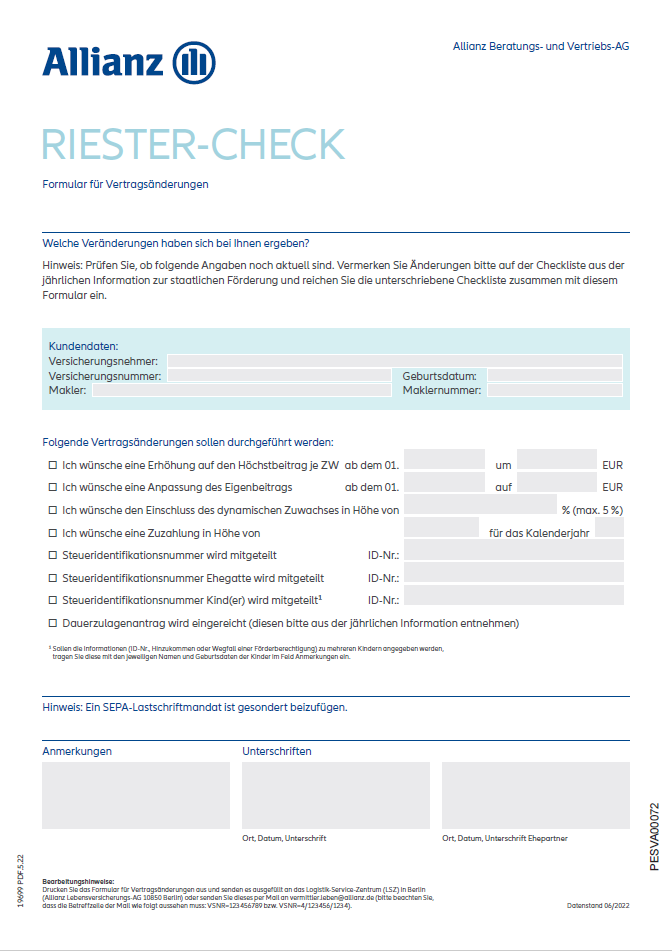 Allianz
Allianz Beratungs- und Vertriebs-AG
RIESTER-CHECK
Formular für Vertragsänderungen
Welche Veränderungen haben sich bei Ihnen ergeben?
Hinweis: Prüfen Sie, ob folgende Angaben noch aktuell sind. Vermerken Sie Änderungen bitte auf der Checkliste aus der
jährlichen Information zur staatlichen Förderung und reichen Sie die unterschriebene Checkliste zusammen mit diesem
Formular ein.
Kundendaten:
Versicherungsnehmer:
Versicherungsnummer: Geburtsdatum:
Makler: Maklernummer:
Folgende Vertragsänderungen sollen durchgeführt werden:
☐ Ich wünsche eine Erhöhung auf den Höchstbeitrag je ZW ab dem 01. um EUR
☐ Ich wünsche eine Anpassung des Eigenbeitrags ab dem 01. auf EUR
☐ Ich wünsche den Einschluss des dynamischen Zuwachses in Höhe von % (max. 5 %)
☐ Ich wünsche eine Zuzahlung in Höhe von für das Kalenderjahr
☐ Steueridentifikationsnummer wird mitgeteilt ID-Nr.:
☐ Steueridentifikationsnummer Ehegatte wird mitgeteilt ID-Nr.:
☐ Steueridentifikationsnummer Kind(er) wird mitgeteilt¹ ID-Nr.:
☐ Dauerzulagenantrag wird eingereicht (diesen bitte aus der jährlichen Information entnehmen)
¹ Sollen die Informationen (ID-Nr., Hinzukommen oder Wegfall einer Förderberechtigung) zu mehreren Kindern angegeben werden,
tragen Sie diese mit den jeweiligen Namen und Geburtsdaten der Kinder im Feld Anmerkungen ein.
Hinweis: Ein SEPA-Lastschriftmandat ist gesondert beizufügen.
Anmerkungen Unterschriften
Ort, Datum, Unterschrift Ort, Datum, Unterschrift Ehepartner
PESVA00072
19699 PDF.5.22
Bearbeitungshinweise:
Drucken Sie das Formular für Vertragsänderungen aus und senden es ausgefüllt an das Logistik-Service-Zentrum (LSZ) in Berlin
(Allianz Lebensversicherungs-AG 10850 Berlin) oder senden Sie dieses per Mail an vermittler.leben@allianz.de (bitte beachten Sie,
dass die Betreffzeile der Mail wie folgt aussehen muss: VSNR=123456789 bzw. VSNR=4/123456/1234).
Datenstand 06/2022